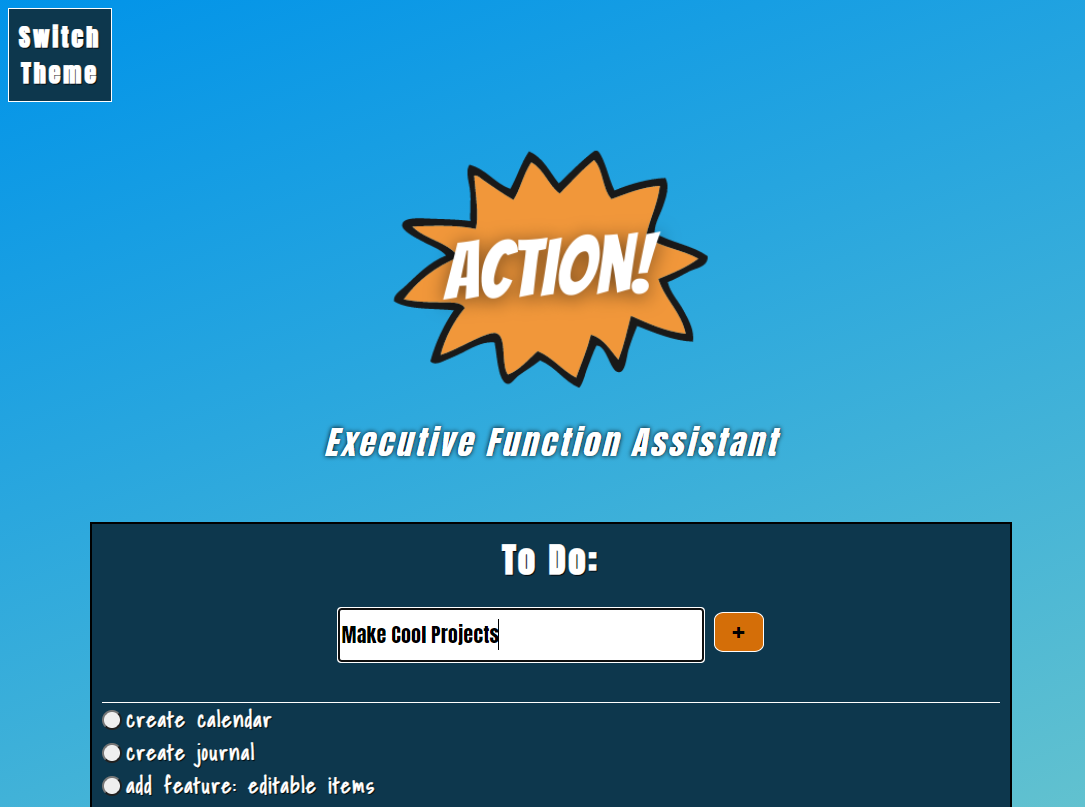 Switch
Theme
ACTION!
Executive Function Assistant
To Do:
Make Cool Projects
+
create calendar
create journal
add feature: editable items